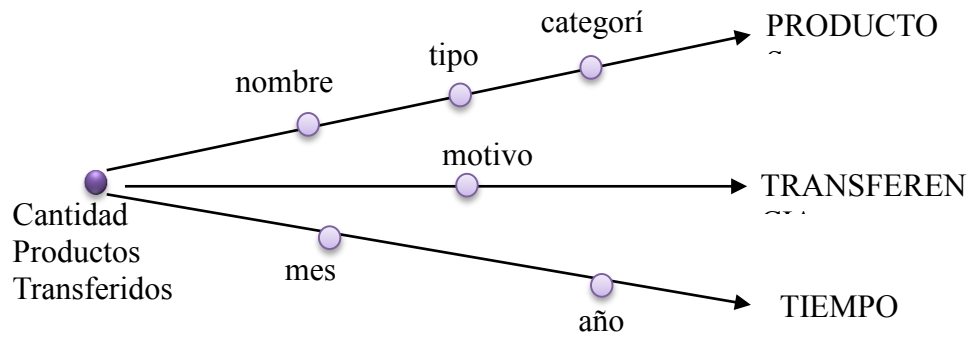 categorí
PRODUCTO
tipo
nombre
motivo
TRANSFEREN
Cantidad
Productos
Transferidos
mes
año
TIEMPO